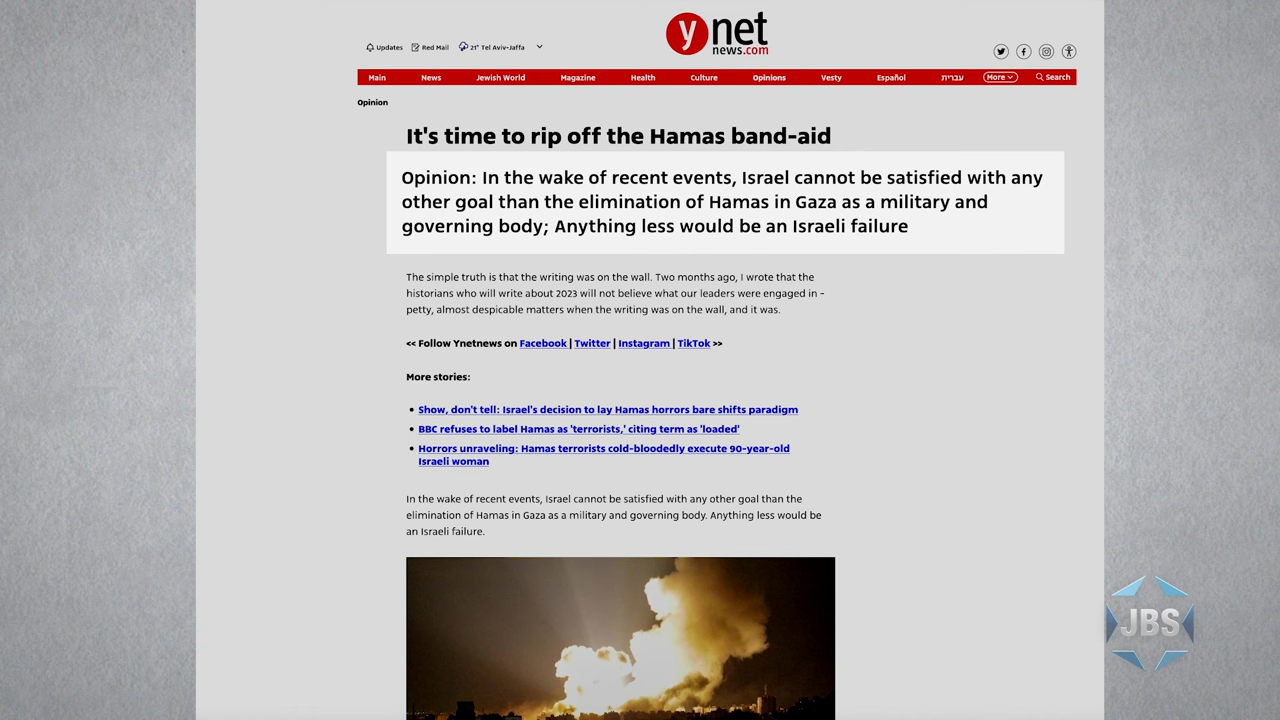 ynet
news.com
Updates
Red Mail
21° Tel Aviv-Jaffa
Main
News
Jewish World
Magazine
Health
Culture
Opinions
Vesty
Español
עברית
More
Search
Opinion
It's time to rip off the Hamas band-aid
Opinion: In the wake of recent events, Israel cannot be satisfied with any
other goal than the elimination of Hamas in Gaza as a military and
governing body; Anything less would be an Israeli failure
The simple truth is that the writing was on the wall. Two months ago, I wrote that the
historians who will write about 2023 will not believe what our leaders were engaged in -
petty, almost despicable matters when the writing was on the wall, and it was.
<< Follow Ynetnews on Facebook | Twitter | Instagram | TikTok >>
More stories:
• Show, don't tell: Israel's decision to lay Hamas horrors bare shifts paradigm
• BBC refuses to label Hamas as 'terrorists,' citing term as 'loaded'
• Horrors unraveling: Hamas terrorists cold-bloodedly execute 90-year-old
Israeli woman
In the wake of recent events, Israel cannot be satisfied with any other goal than the
elimination of Hamas in Gaza as a military and governing body. Anything less would be
an Israeli failure.
JBS